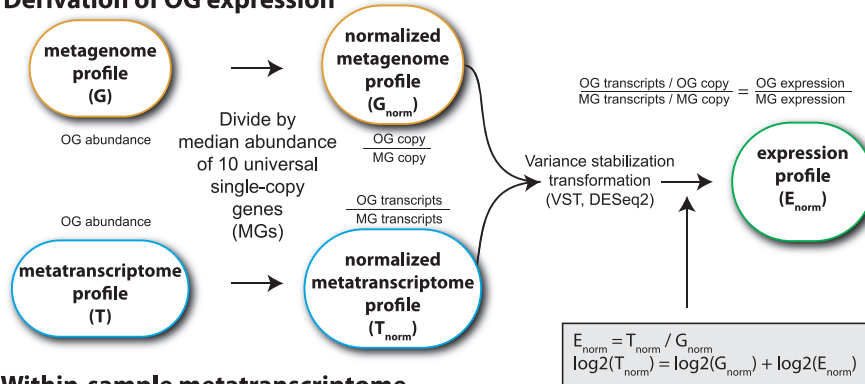 Derivation of OG expression
metagenome
profile
(G)
OG abundance
Divide by
median abundance
of 10 universal
single-copy
genes
(MGs)
normalized
metagenome
profile
(Gnorm)
OG copy
MG copy
OG transcripts
MG transcripts
OG abundance
metatranscriptome
profile
(T)
normalized
metatranscriptome
profile
(Tnorm)
Variance stabilization
transformation
(VST, DESeq2)
OG transcripts / OG copy = OG expression
MG transcripts / MG copy MG expression
expression
profile
(Enorm)
Enorm = Tnorm / Gnorm
log2(Tnorm) = log2(Gnorm) + log2(Enorm)
Within-sample metatranscriptome